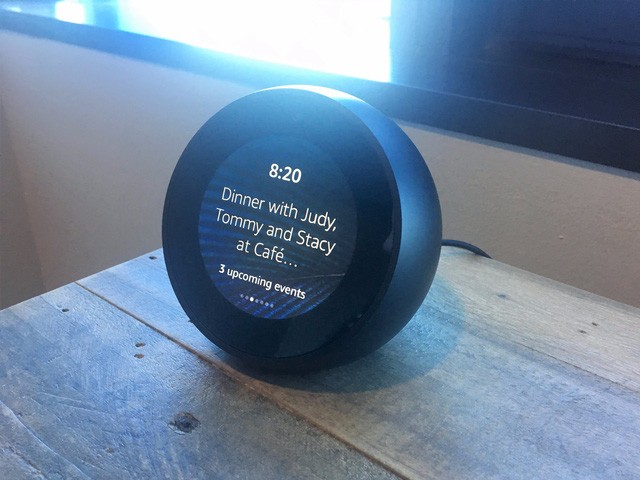 8:20
Dinner with Judy,
Tommy and Stacy
at Café...
3 upcoming events